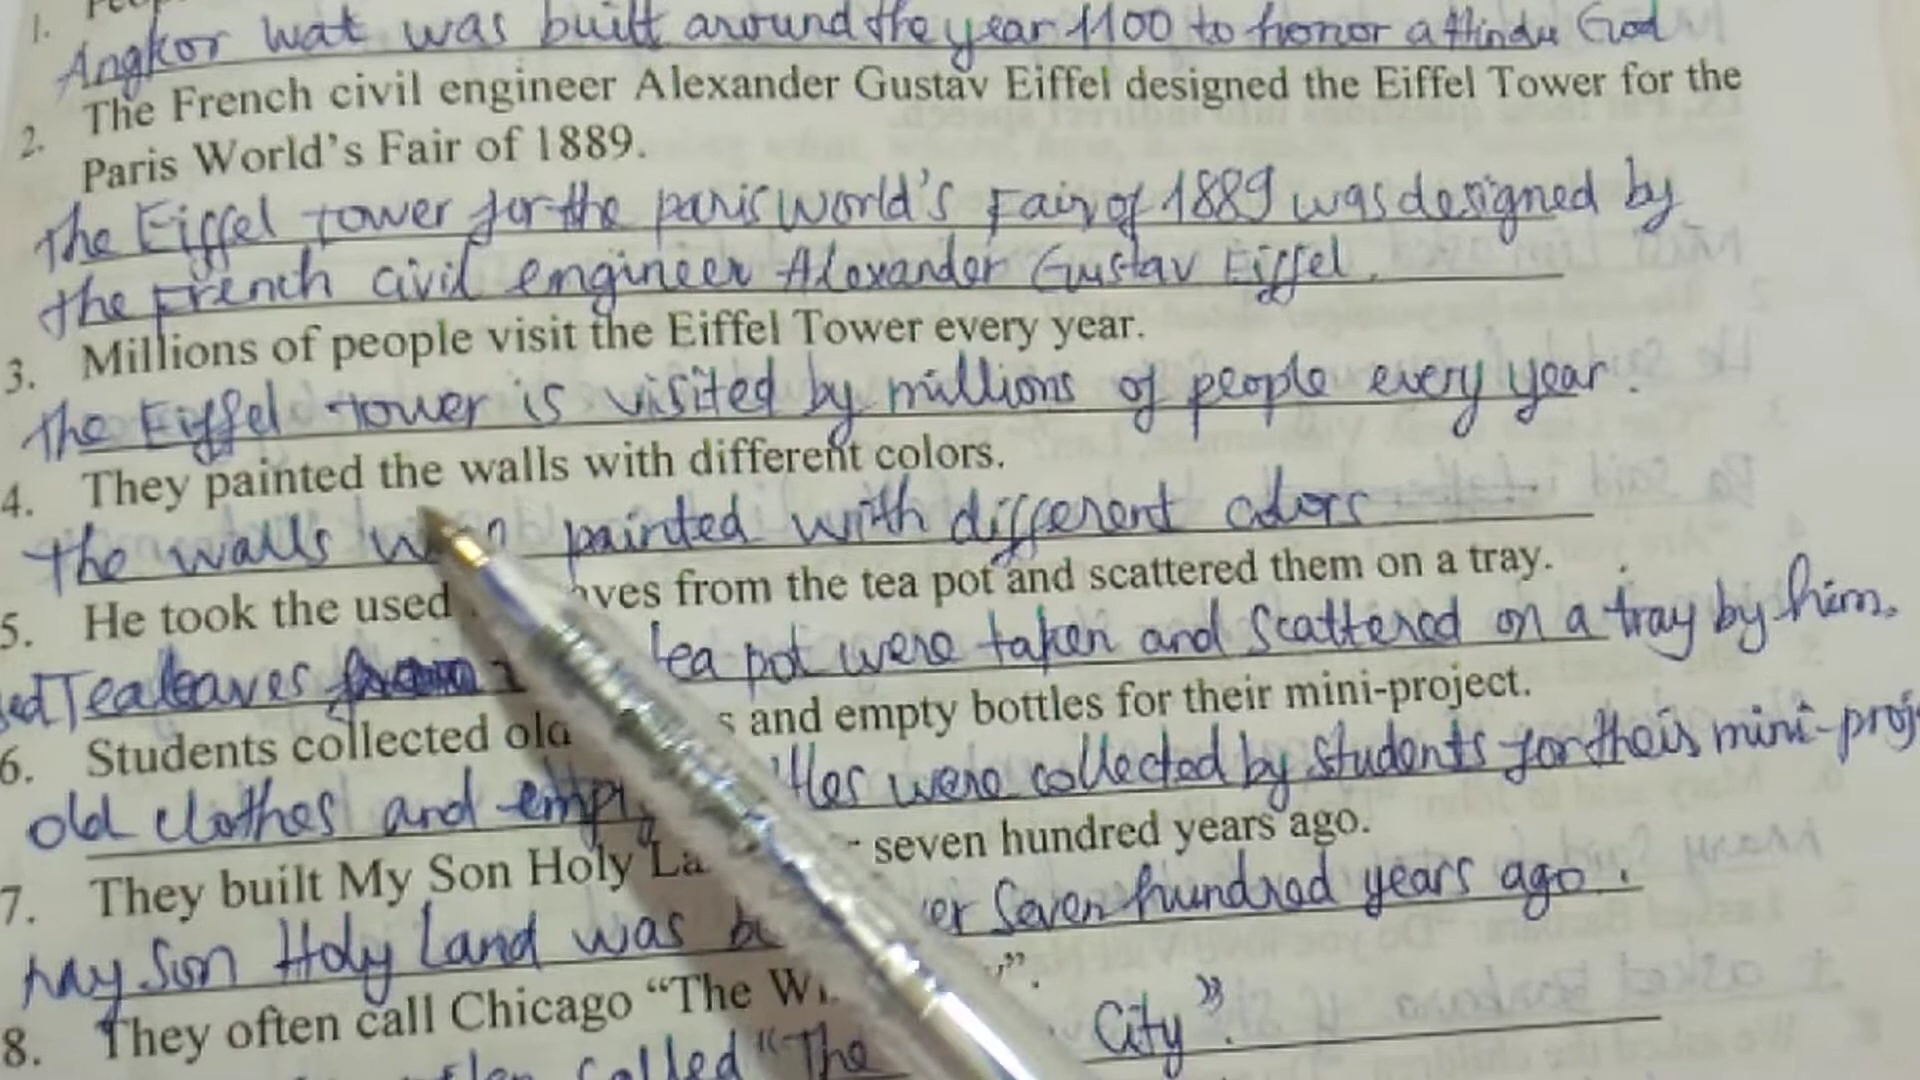 1.
Angkor wat was built around the year 1100 to honor a Hindu God
2. The French civil engineer Alexander Gustav Eiffel designed the Eiffel Tower for the
Paris World's Fair of 1889.
The Eiffel Tower for the paris World's Fair of 1889 was designed by
the French civil engineer Alexander Gustav Eiffel.
3. Millions of people visit the Eiffel Tower every year.
The Eiffel Tower is visited by millions of people every year.
4. They painted the walls with different colors.
The walls painted with different colors
5. He took the used from the tea pot and scattered them on a tray.
Tea leaves tea pot were taken and scattered on a tray by him.
6. Students collected old and empty bottles for their mini-project.
old clothes and were collected by students for their mini-proj
7. They built My Son Holy seven hundred years ago.
Son Holy Land was seven hundred years ago.
8. They often call Chicago "The
called "The City".